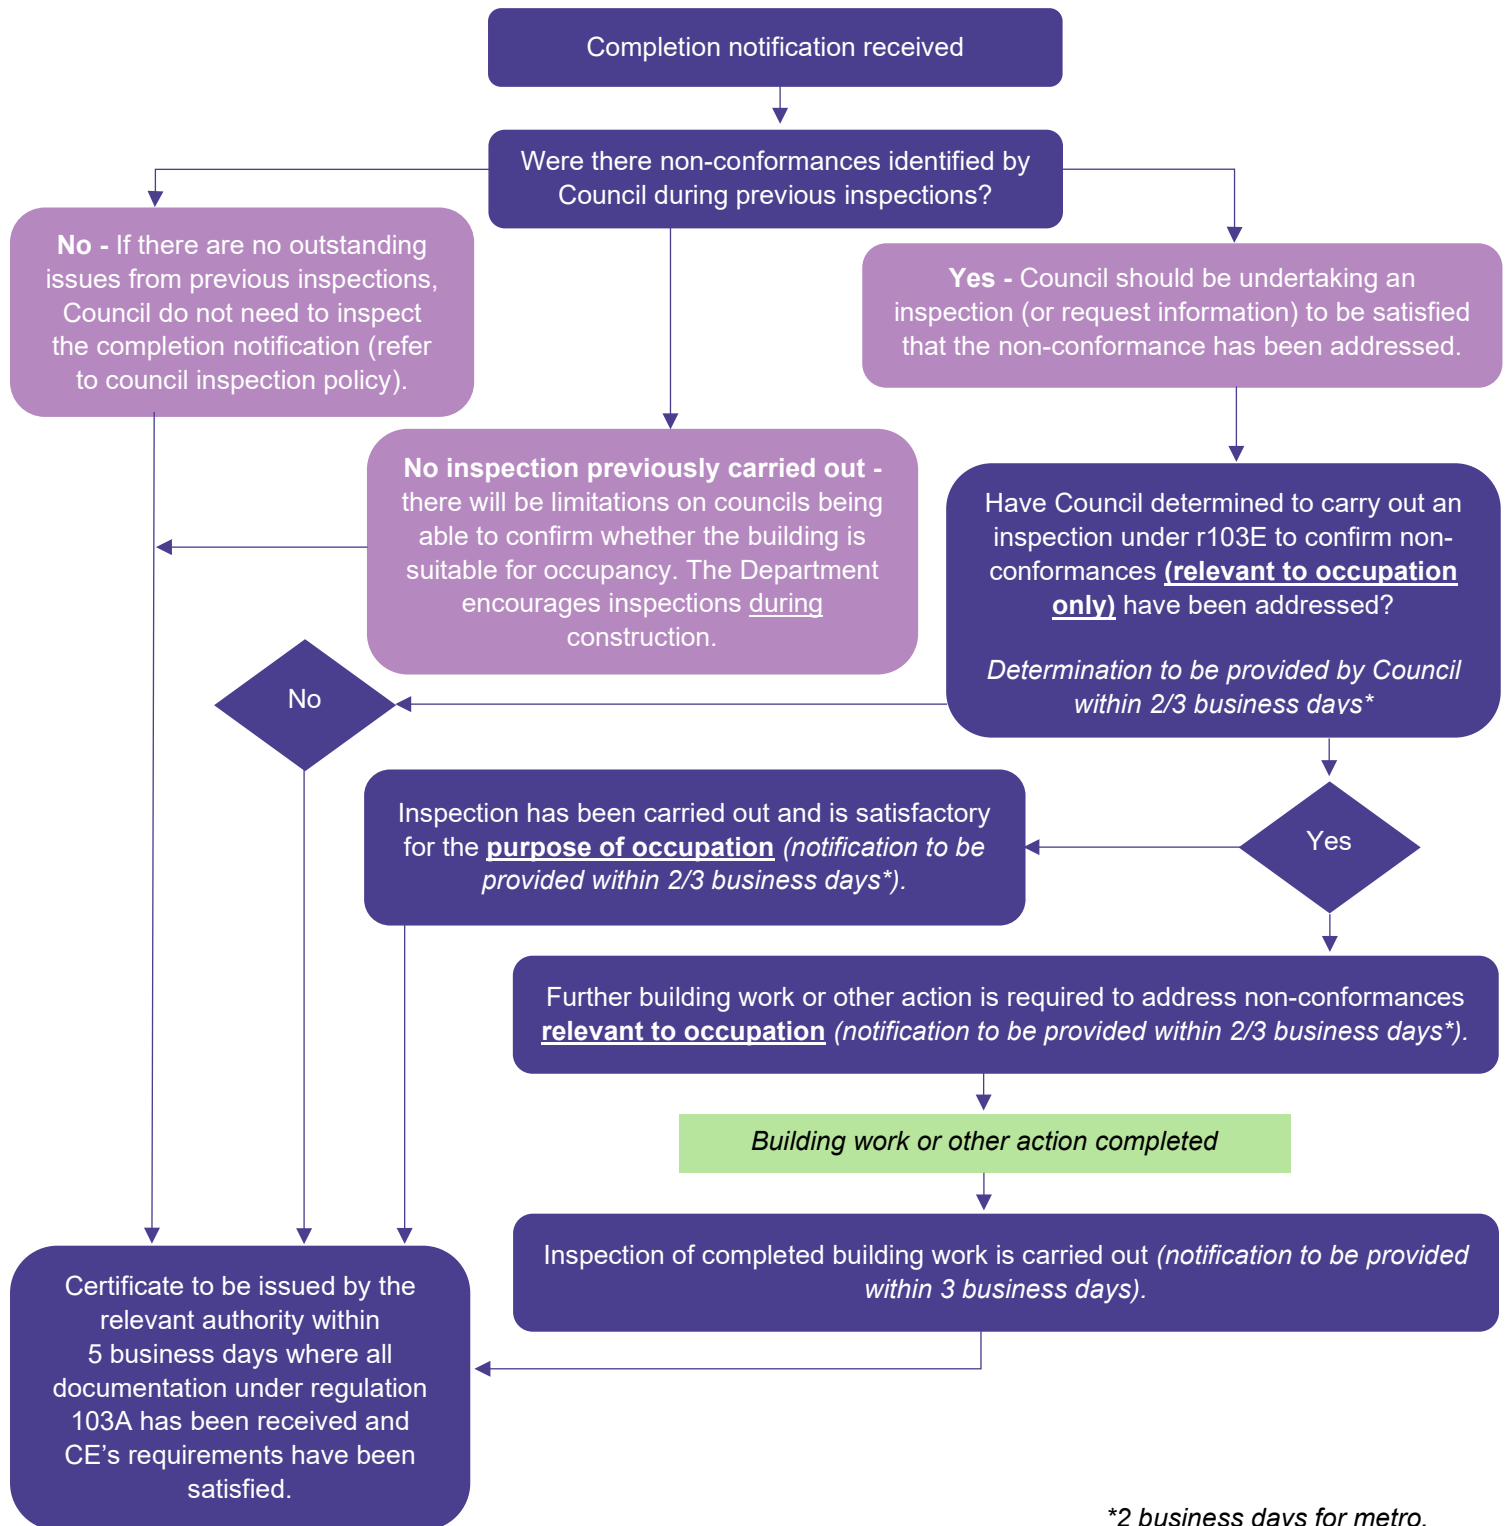 Completion notification received
Were there non-conformances identified by
Council during previous inspections?
No - If there are no outstanding
issues from previous inspections,
Council do not need to inspect
the completion notification (refer
to council inspection policy).
Yes - Council should be undertaking an
inspection (or request information) to be satisfied
that the non-conformance has been addressed.
No inspection previously carried out -
there will be limitations on councils being
able to confirm whether the building is
suitable for occupancy. The Department
encourages inspections during
construction.
Have Council determined to carry out an
inspection under r103E to confirm non-
conformances (relevant to occupation
only) have been addressed?
Determination to be provided by Council
within 2/3 business days*
No
Yes
Inspection has been carried out and is satisfactory
for the purpose of occupation (notification to be
provided within 2/3 business days*).
Further building work or other action is required to address non-conformances
relevant to occupation (notification to be provided within 2/3 business days*).
Building work or other action completed
Inspection of completed building work is carried out (notification to be provided
within 3 business days).
Certificate to be issued by the
relevant authority within
5 business days where all
documentation under regulation
103A has been received and
CE’s requirements have been
satisfied.
*2 business days for metro.